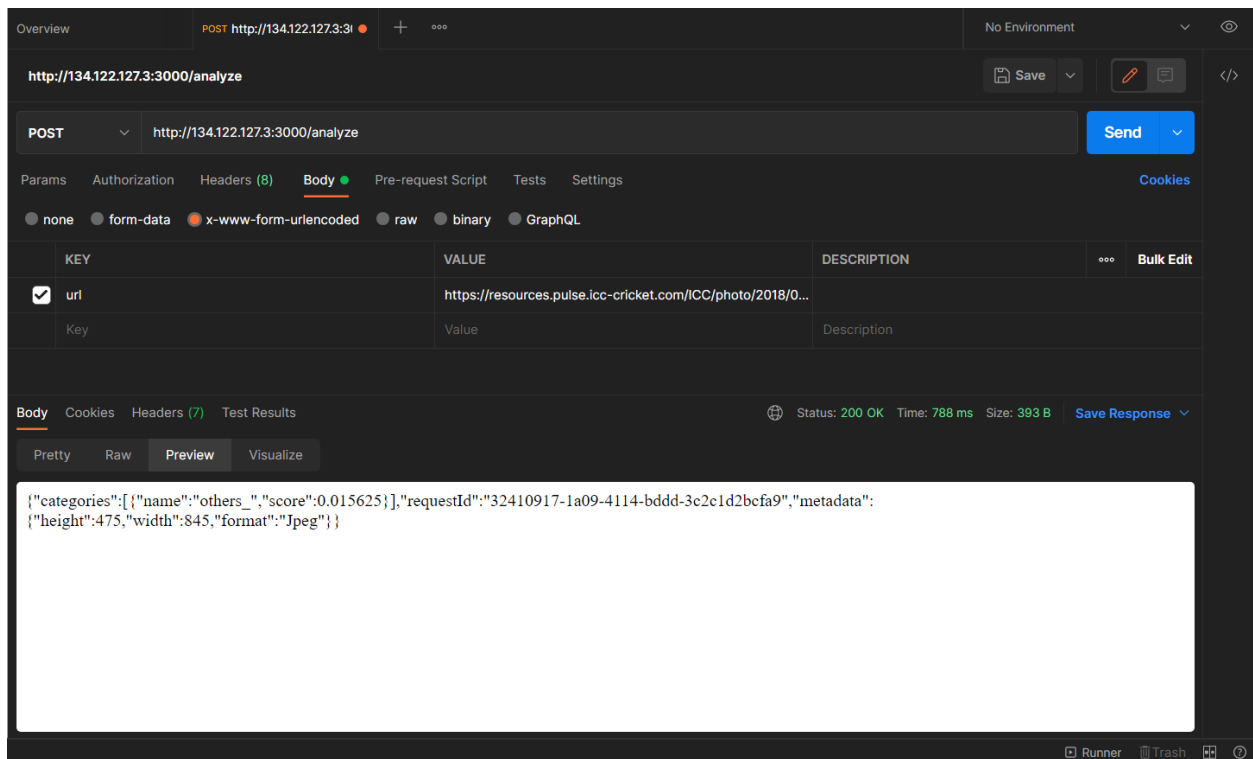 Overview POST http://134.122.127.3:3( No Environment
http://134.122.127.3:3000/analyze Save </>
POST http://134.122.127.3:3000/analyze Send
Params Authorization Headers (8) Body Pre-request Script Tests Settings Cookies
none form-data x-www-form-urlencoded raw binary GraphQL
KEY VALUE DESCRIPTION Bulk Edit
url https://resources.pulse.icc-cricket.com/ICC/photo/2018/0...
Key Value Description
Body Cookies Headers (7) Test Results Status: 200 OK Time: 788 ms Size: 393 B Save Response
Pretty Raw Preview Visualize
{"categories":[{"name":"others_","score":0.015625}],"requestId":"32410917-1a09-4114-bddd-3c2c1d2bcfa9","metadata":
{"height":475,"width":845,"format":"Jpeg"}}
Runner Trash